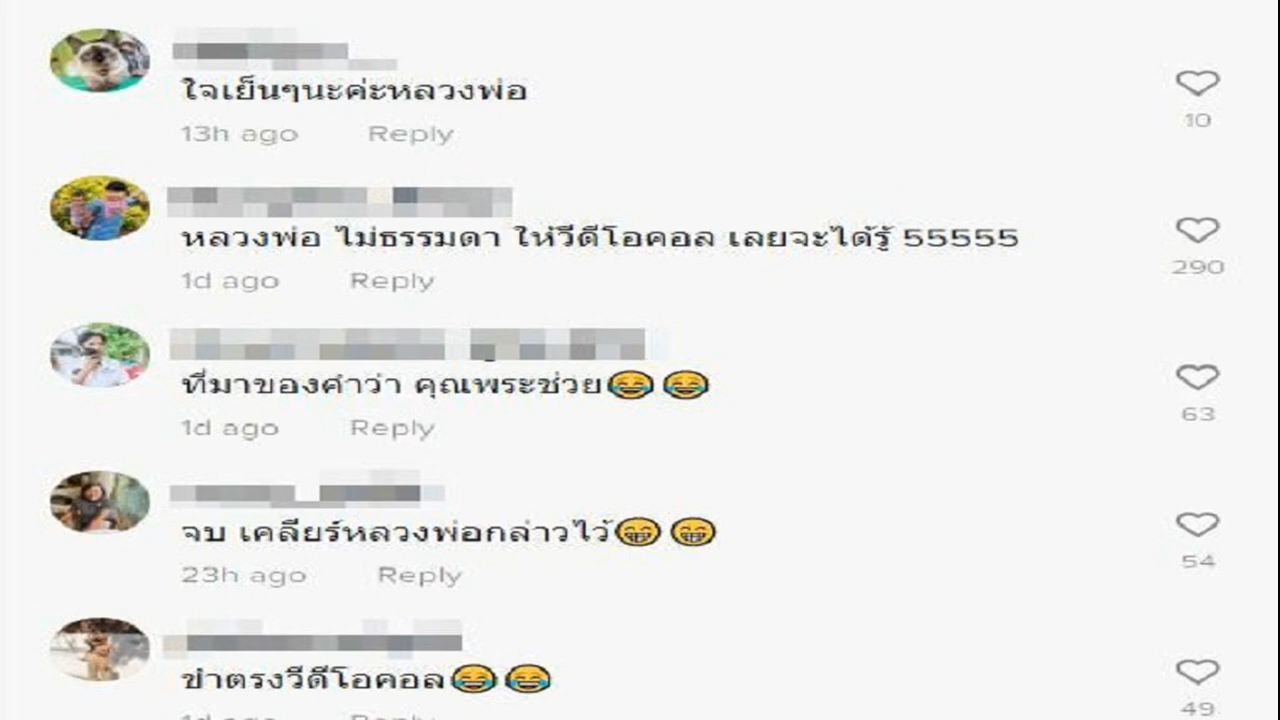 ใจเย็นๆนะค่ะหลวงพ่อ
13h ago Reply
10
หลวงพ่อ ไม่ธรรมดา ให้วีดีโอคอล เลยจะได้รู้ 55555
1d ago Reply
290
ที่มาของคำว่า คุณพระช่วย😂😂
1d ago Reply
63
จบ เคลียร์หลวงพ่อกล่าวไว้😁😁
23h ago Reply
54
ขำตรงวีดีโอคอล😂😂
1d ago Reply
49